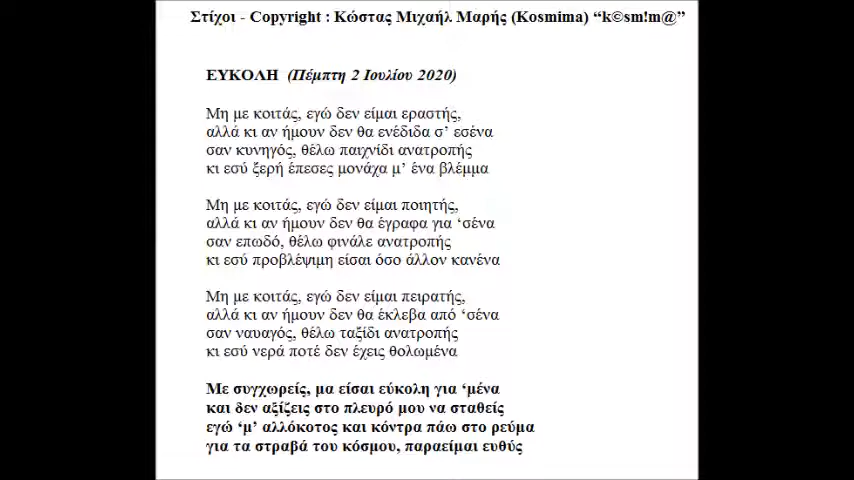 Στίχοι - Copyright : Κώστας Μιχαήλ Μαρής (Kosmima) “k©sm!m@”
ΕΥΚΟΛΗ (Πέμπτη 2 Ιουλίου 2020)
Μη με κοιτάς, εγώ δεν είμαι εραστής,
αλλά κι αν ήμουν δεν θα ενέδιδα σ’ εσένα
σαν κυνηγός, θέλω παιχνίδι ανατροπής
κι εσύ ξερή έπεσες μονάχα μ’ ένα βλέμμα
Μη με κοιτάς, εγώ δεν είμαι ποιητής,
αλλά κι αν ήμουν δεν θα έγραφα για ‘σένα
σαν επωδό, θέλω φινάλε ανατροπής
κι εσύ προβλέψιμη είσαι όσο άλλον κανένα
Μη με κοιτάς, εγώ δεν είμαι πειρατής,
αλλά κι αν ήμουν δεν θα έκλεβα από ‘σένα
σαν ναυαγός, θέλω ταξίδι ανατροπής
κι εσύ νερά ποτέ δεν έχεις θολωμένα
Με συγχωρείς, μα είσαι εύκολη για ‘μένα
και δεν αξίζεις στο πλευρό μου να σταθείς
εγώ ‘μ’ αλλόκοτος και κόντρα πάω στο ρεύμα
για τα στραβά του κόσμου, παραείμαι ευθύς